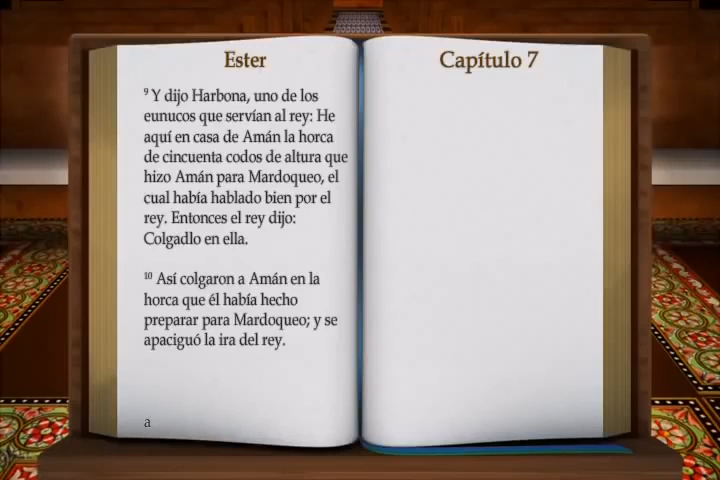 Ester
Capítulo 7
9 Y dijo Harbona, uno de los
eunucos que servían al rey: He
aquí en casa de Amán la horca
de cincuenta codos de altura que
hizo Amán para Mardoqueo, el
cual había hablado bien por el
rey. Entonces el rey dijo:
Colgadlo en ella.
10 Así colgaron a Amán en la
horca que él había hecho
preparar para Mardoqueo; y se
apaciguó la ira del rey.
a